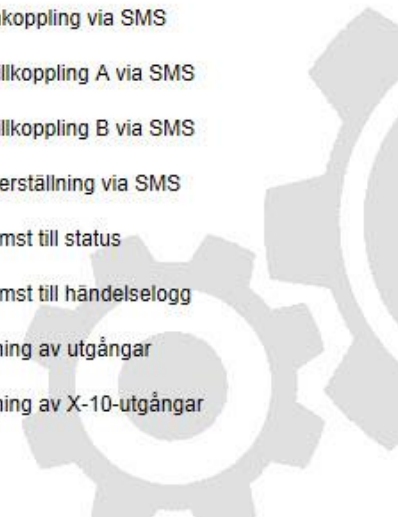 koppling via SMS
llkoppling A via SMS
llkoppling B via SMS
erställning via SMS
mst till status
mst till händelselogg
ning av utgångar
ning av X-10-utgångar